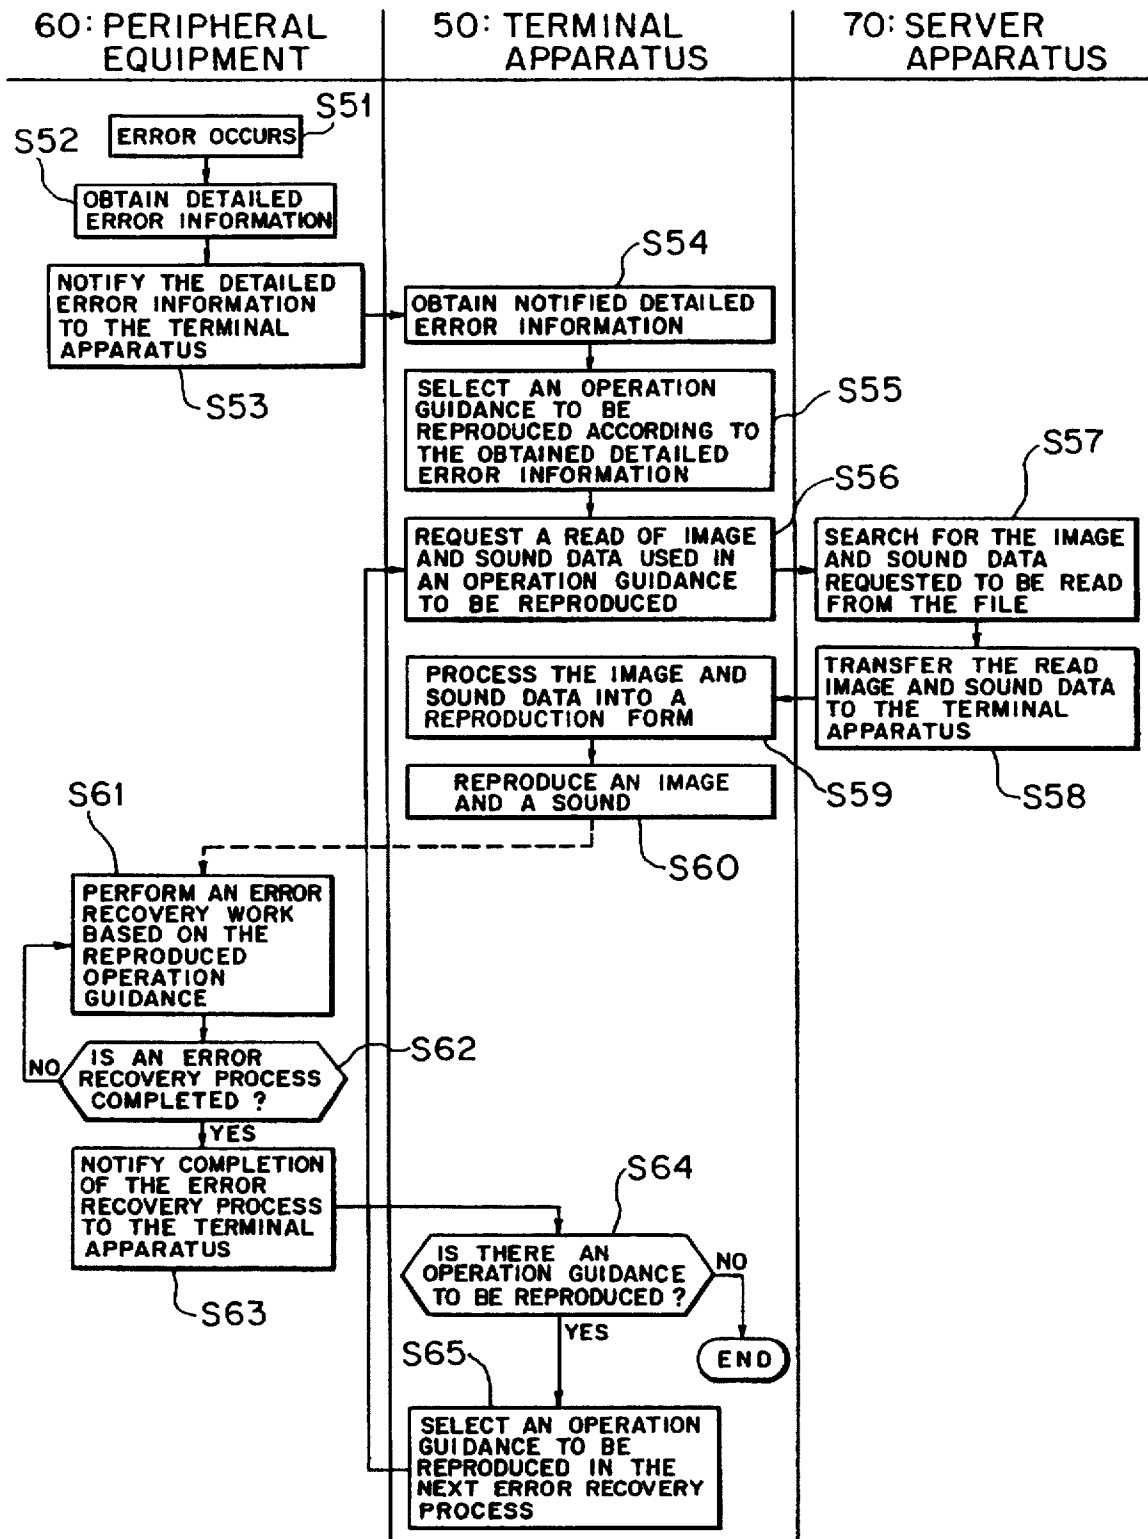 60: PERIPHERAL
EQUIPMENT
50: TERMINAL
APPARATUS
70: SERVER
APPARATUS
S51
ERROR OCCURS
S52
OBTAIN DETAILED
ERROR INFORMATION
NOTIFY THE DETAILED
ERROR INFORMATION
TO THE TERMINAL
APPARATUS
S53
S54
OBTAIN NOTIFIED DETAILED
ERROR INFORMATION
SELECT AN OPERATION
GUIDANCE TO BE
REPRODUCED ACCORDING TO
THE OBTAINED DETAILED
ERROR INFORMATION
S55
S56
REQUEST A READ OF IMAGE
AND SOUND DATA USED IN
AN OPERATION GUIDANCE
TO BE REPRODUCED
S57
SEARCH FOR THE IMAGE
AND SOUND DATA
REQUESTED TO BE READ
FROM THE FILE
TRANSFER THE READ
IMAGE AND SOUND DATA
TO THE TERMINAL
APPARATUS
S58
PROCESS THE IMAGE AND
SOUND DATA INTO A
REPRODUCTION FORM
S59
REPRODUCE AN IMAGE
AND A SOUND
S60
S61
PERFORM AN ERROR
RECOVERY WORK
BASED ON THE
REPRODUCED
OPERATION
GUIDANCE
S62
IS AN ERROR
RECOVERY PROCESS
COMPLETED ?
NO
YES
NOTIFY COMPLETION
OF THE ERROR
RECOVERY PROCESS
TO THE TERMINAL
APPARATUS
S63
S64
IS THERE AN
OPERATION GUIDANCE
TO BE REPRODUCED ?
NO
YES
END
S65
SELECT AN OPERATION
GUIDANCE TO BE
REPRODUCED IN THE
NEXT ERROR RECOVERY
PROCESS